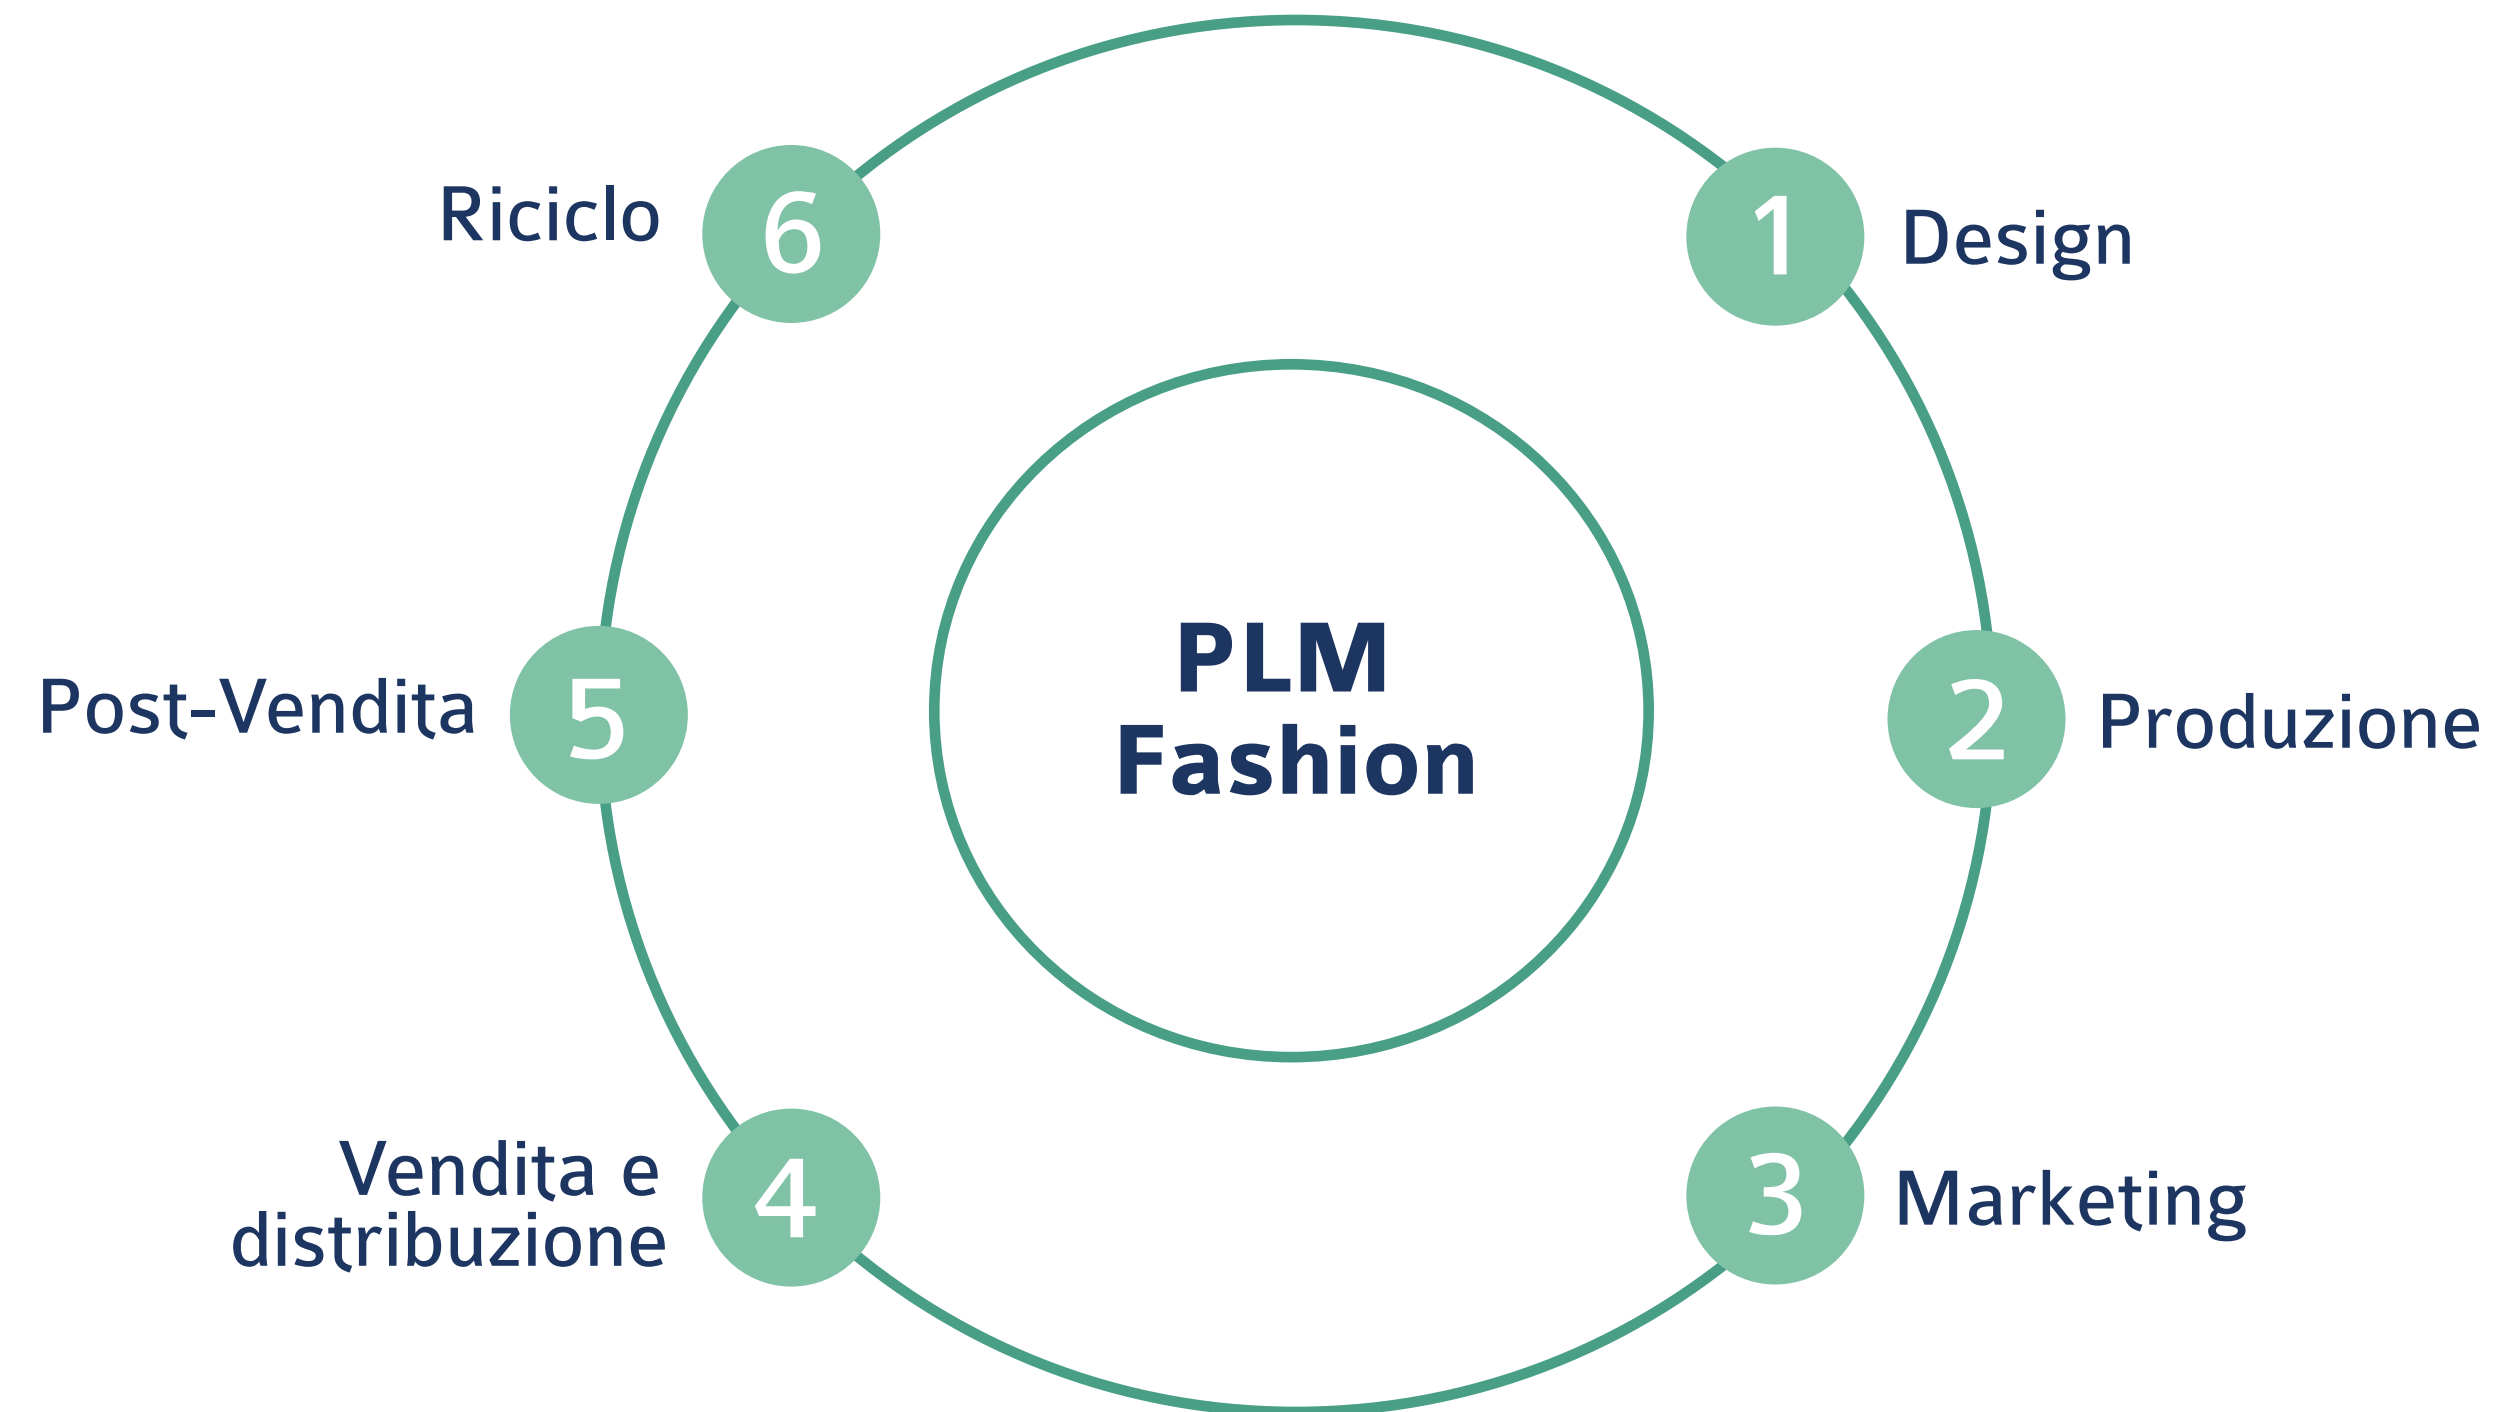 PLM
Fashion
1
Design
2
Produzione
3
Marketing
4
Vendita e
distribuzione
5
Post-Vendita
6
Riciclo